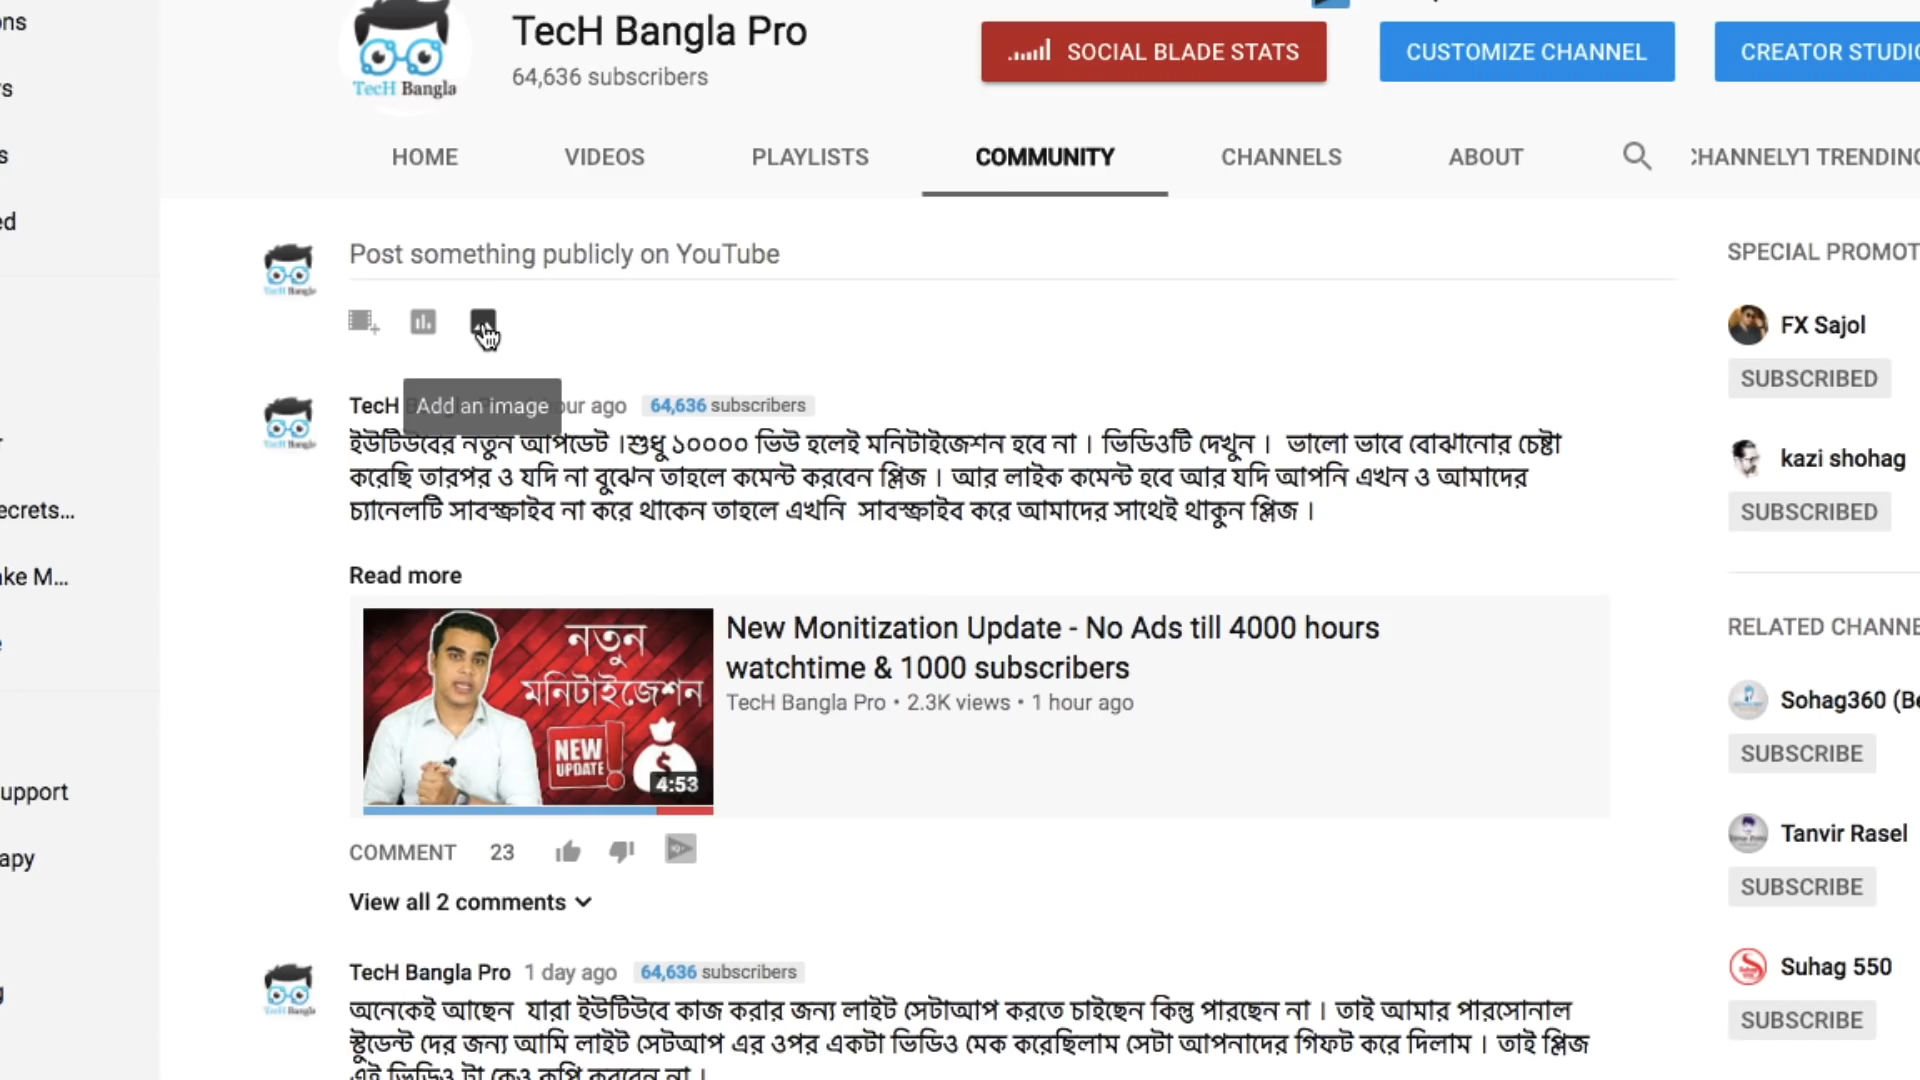 ons
TecH Bangla Pro
64,636 subscribers
TecH Bangla
SOCIAL BLADE STATS
CUSTOMIZE CHANNEL
CREATOR STUDIO
HOME
VIDEOS
PLAYLISTS
COMMUNITY
CHANNELS
ABOUT
CHANNELYT TRENDING
ed
Post something publicly on YouTube
SPECIAL PROMOT
FX Sajol
SUBSCRIBED
kazi shohag
SUBSCRIBED
TecH
Add an image
our ago
64,636 subscribers
ইউটিউবের নতুন আপডেট ।শুধু ১০০০০ ভিউ হলেই মনিটাইজেশন হবে না । ভিডিওটি দেখুন । ভালো ভাবে বোঝানোর চেষ্টা
করেছি তারপর ও যদি না বুঝেন তাহলে কমেন্ট করবেন প্লিজ । আর লাইক কমেন্ট হবে আর যদি আপনি এখন ও আমাদের
চ্যানেলটি সাবস্ক্রাইব না করে থাকেন তাহলে এখনি সাবস্ক্রাইব করে আমাদের সাথেই থাকুন প্লিজ ।
ecrets...
Read more
ake M...
নতুন
মনিটাইজেশন
NEW
UPDATE
$
4:53
New Monitization Update - No Ads till 4000 hours
watchtime & 1000 subscribers
TecH Bangla Pro • 2.3K views • 1 hour ago
RELATED CHANNE
Sohag360 (Be
SUBSCRIBE
upport
Tanvir Rasel
SUBSCRIBE
apy
COMMENT 23
View all 2 comments
Suhag 550
SUBSCRIBE
TecH Bangla Pro 1 day ago 64,636 subscribers
অনেকেই আছেন যারা ইউটিউবে কাজ করার জন্য লাইট সেটাআপ করতে চাইছেন কিন্তু পারছেন না । তাই আমার পারসোনাল
স্টুডেন্ট দের জন্য আমি লাইট সেটআপ এর ওপর একটা ভিডিও মেক করেছিলাম সেটা আপনাদের গিফট করে দিলাম । তাই প্লিজ
এই ভিডিও টা কেও কপি করবেন না ।